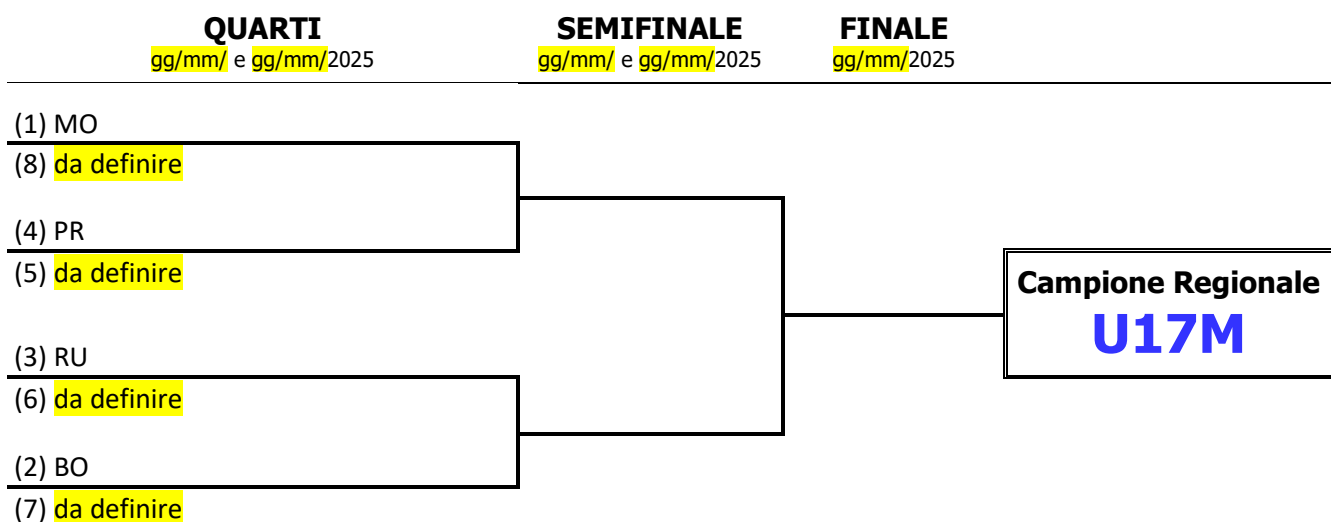 QUARTI SEMIFINALE FINALE
gg/mm/ e gg/mm/2025 gg/mm/ e gg/mm/2025 gg/mm/2025
(1) MO
(8) da definire
(4) PR
(5) da definire
Campione Regionale
U17M
(3) RU
(6) da definire
(2) BO
(7) da definire